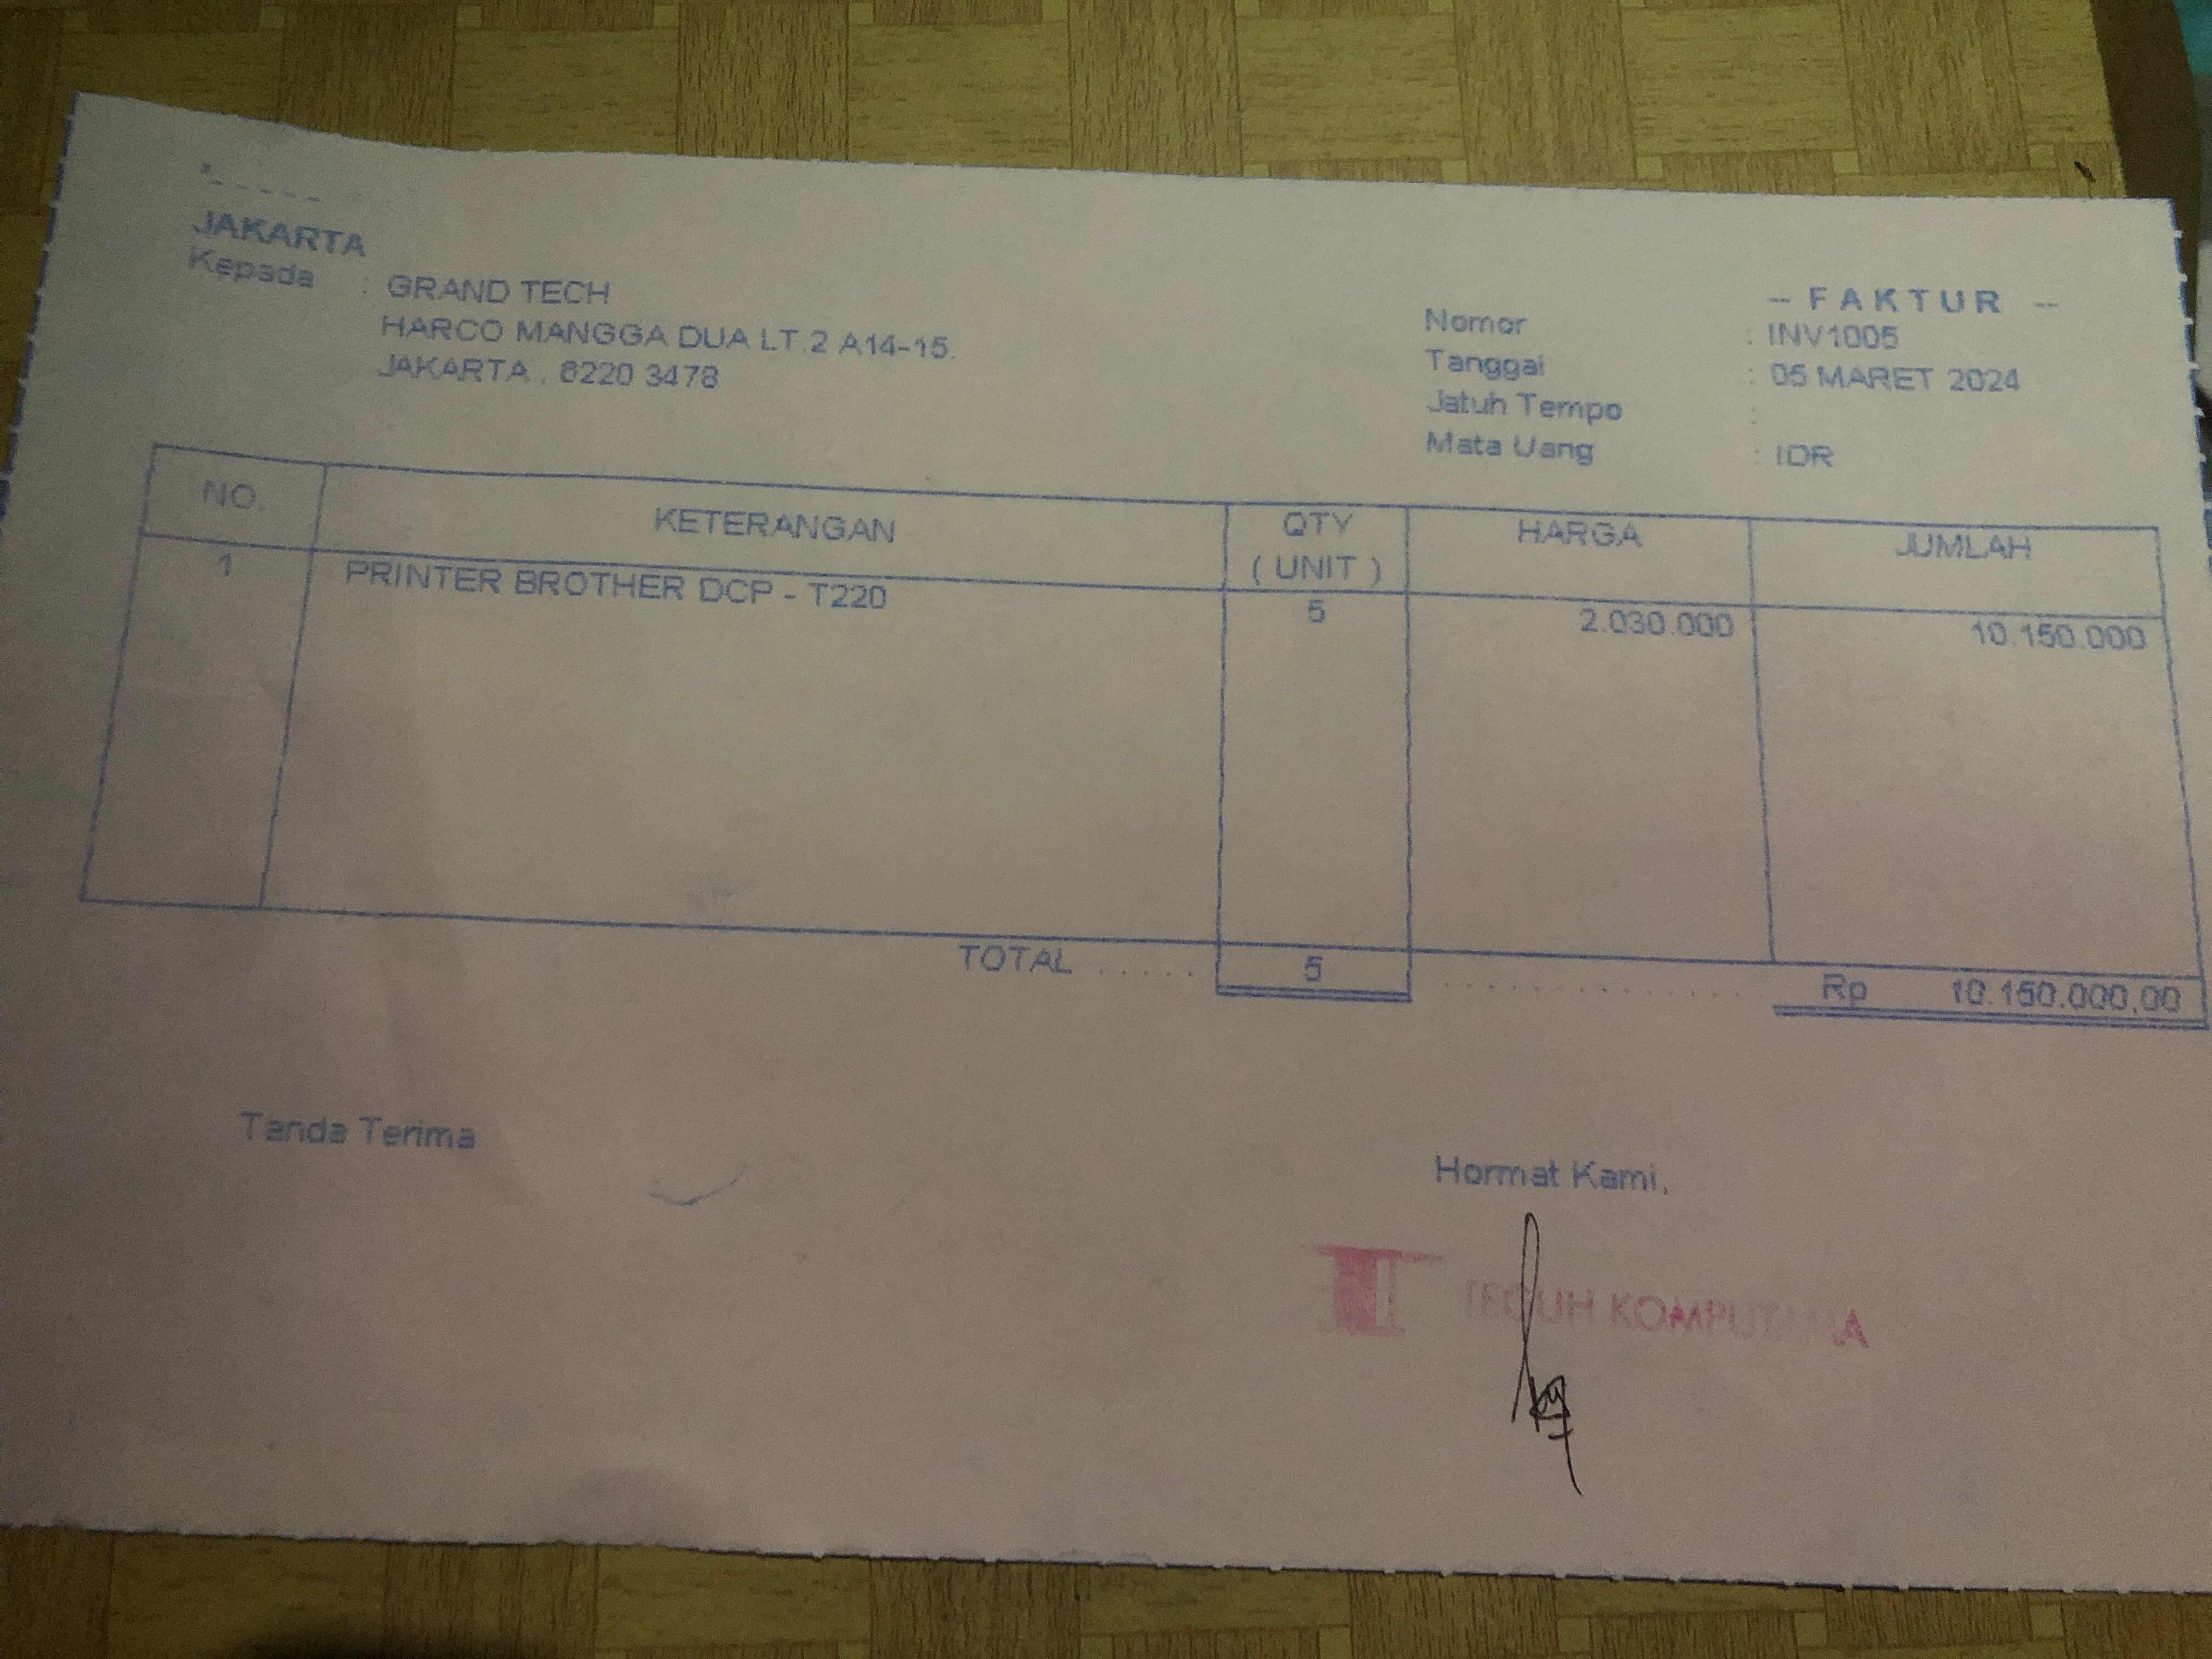 JAKARTA
Kepada : GRAND TECH
HARCO MANGGA DUA LT.2 A14-15.
JAKARTA , 6220 3478
-- FAKTUR --
Nomor : INV1005
Tanggal : 05 MARET 2024
Jatuh Tempo :
Mata Uang : IDR
NO. KETERANGAN QTY ( UNIT ) HARGA JUMLAH
1 PRINTER BROTHER DCP - T220 5 2.030.000 10.150.000
TOTAL ..... 5 .............. Rp 10.150.000,00
Tanda Terima
Hormat Kami,
TEGUH